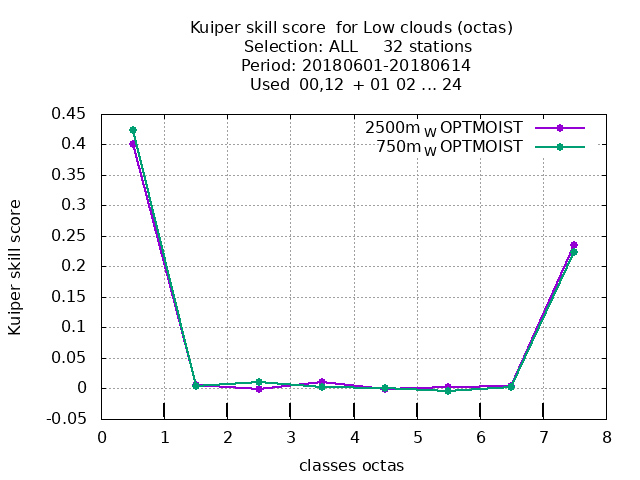 Kuiper skill score  for Low clouds (octas)
Selection: ALL     32 stations
Period: 20180601-20180614
Used  00,12  + 01 02 ... 24
0.45
0.4
0.35
0.3
0.25
0.2
0.15
0.1
0.05
0
-0.05
Kuiper skill score
2500m W OPTMOIST
750m W OPTMOIST
0 1 2 3 4 5 6 7 8
classes octas